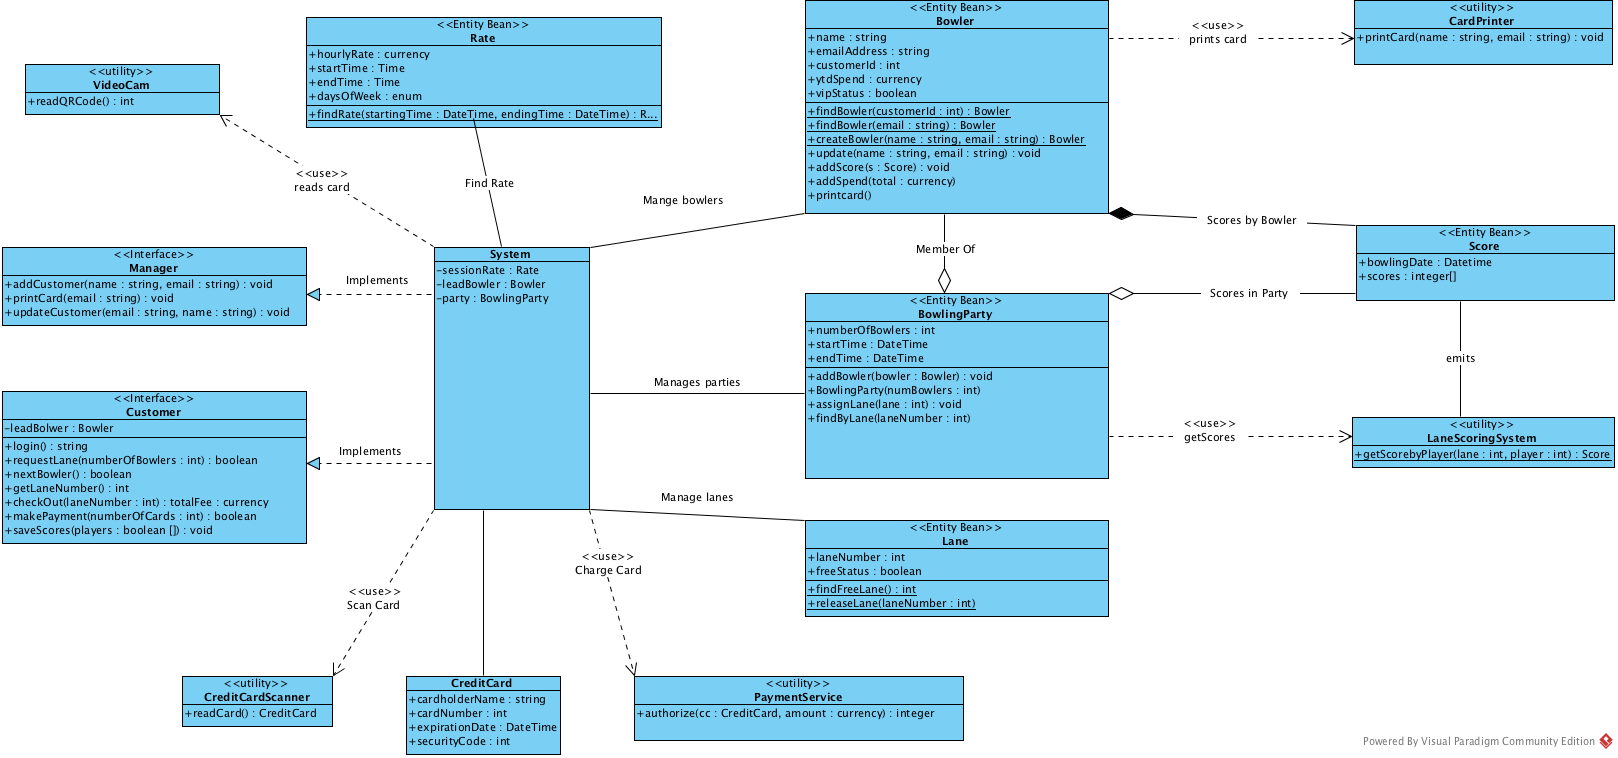 <<Entity Bean>>
Rate
+hourlyRate : currency
+startTime : Time
+endTime : Time
+daysOfWeek : enum
+findRate(startingTime : DateTime, endingTime : DateTime) : R...
<<Entity Bean>>
Bowler
+name : string
+emailAddress : string
+customerId : int
+ytdSpend : currency
+vipStatus : boolean
+findBowler(customerId : int) : Bowler
+findBowler(email : string) : Bowler
+createBowler(name : string, email : string) : Bowler
+update(name : string, email : string) : void
+addScore(s : Score) : void
+addSpend(total : currency)
+printcard()
<<use>>
prints card
<<utility>>
CardPrinter
+printCard(name : string, email : string) : void
<<utility>>
VideoCam
+readQRCode() : int
<<use>>
reads card
Find Rate
Mange bowlers
Scores by Bowler
Member Of
<<Entity Bean>>
Score
+bowlingDate : Datetime
+scores : integer[]
<<Interface>>
Manager
+addCustomer(name : string, email : string) : void
+printCard(email : string) : void
+updateCustomer(email : string, name : string) : void
Implements
System
-sessionRate : Rate
-leadBowler : Bowler
-party : BowlingParty
<<Entity Bean>>
BowlingParty
+numberOfBowlers : int
+startTime : DateTime
+endTime : DateTime
+addBowler(bowler : Bowler) : void
+BowlingParty(numBowlers : int)
+assignLane(lane : int) : void
+findByLane(laneNumber : int)
Scores in Party
emits
Manages parties
<<Interface>>
Customer
-leadBolwer : Bowler
+login() : string
+requestLane(numberOfBowlers : int) : boolean
+nextBowler() : boolean
+getLaneNumber() : int
+checkOut(laneNumber : int) : totalFee : currency
+makePayment(numberOfCards : int) : boolean
+saveScores(players : boolean []) : void
Implements
<<use>>
getScores
<<utility>>
LaneScoringSystem
+getScorebyPlayer(lane : int, player : int) : Score
Manage lanes
<<Entity Bean>>
Lane
+laneNumber : int
+freeStatus : boolean
+findFreeLane() : int
+releaseLane(laneNumber : int)
<<use>>
Charge Card
<<use>>
Scan Card
<<utility>>
CreditCardScanner
+readCard() : CreditCard
CreditCard
+cardholderName : string
+cardNumber : int
+expirationDate : DateTime
+securityCode : int
<<utility>>
PaymentService
+authorize(cc : CreditCard, amount : currency) : integer
Powered By Visual Paradigm Community Edition